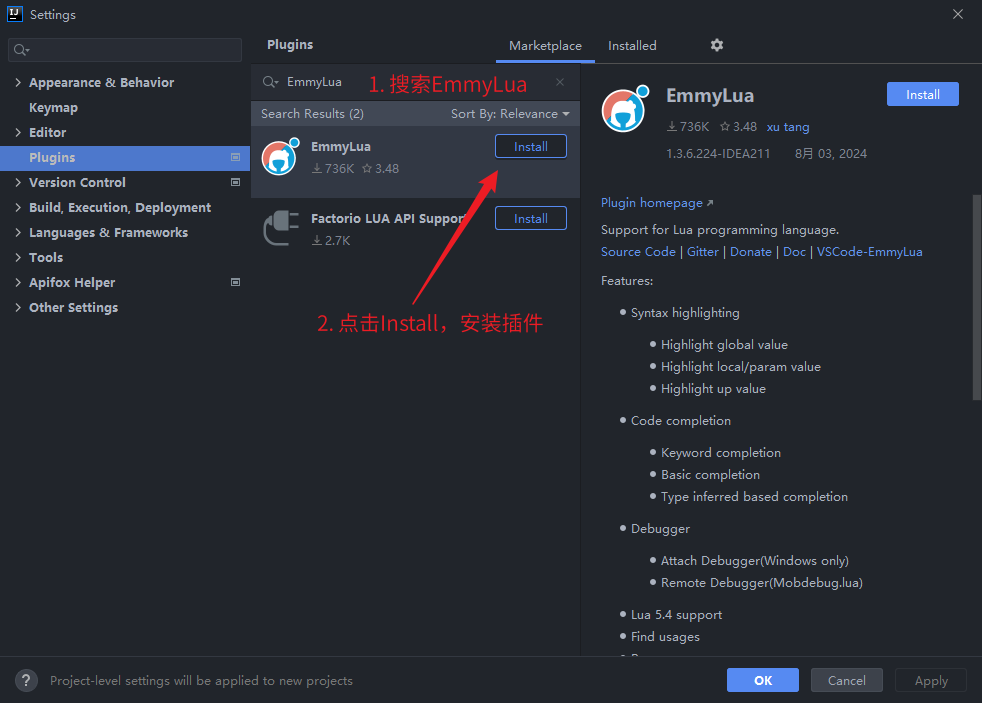 Settings
Plugins
Marketplace
Installed
Appearance & Behavior
Keymap
Editor
Plugins
Version Control
Build, Execution, Deployment
Languages & Frameworks
Tools
Apifox Helper
Other Settings
EmmyLua
1. 搜索EmmyLua
Search Results (2)
Sort By: Relevance
EmmyLua
736K
3.48
Install
Factorio LUA API Support
2.7K
Install
2. 点击Install，安装插件
EmmyLua
Install
736K
3.48
xu tang
1.3.6.224-IDEA211
8月 03, 2024
Plugin homepage
Support for Lua programming language.
Source Code | Gitter | Donate | Doc | VSCode-EmmyLua
Features:
Syntax highlighting
Highlight global value
Highlight local/param value
Highlight up value
Code completion
Keyword completion
Basic completion
Type inferred based completion
Debugger
Attach Debugger(Windows only)
Remote Debugger(Mobdebug.lua)
Lua 5.4 support
Find usages
? Project-level settings will be applied to new projects
OK
Cancel
Apply